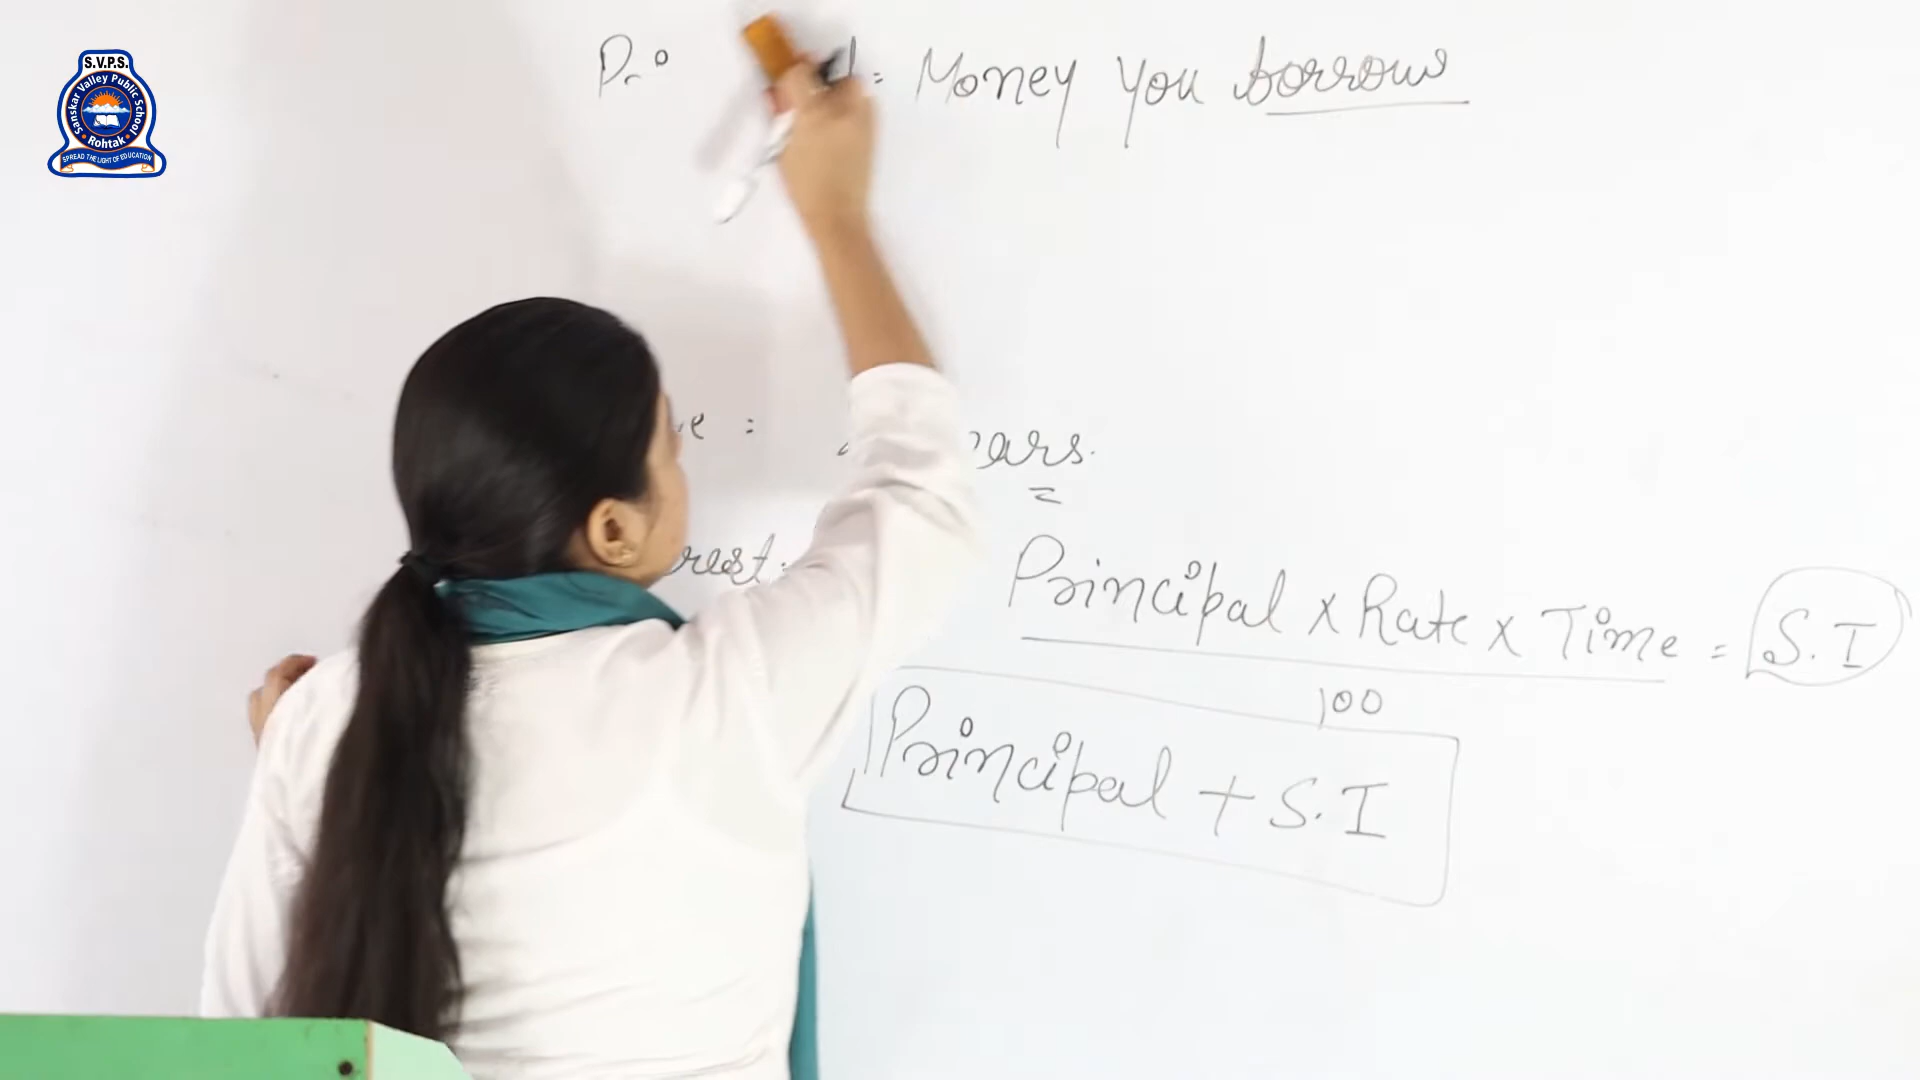 S.V.P.S.
Sanskar Valley Public School
Rohtak
SPREAD THE LIGHT OF EDUCATION
= Money you borrow
: ears.
=
Principal x Rate x Time = S.I
100
Principal + S.I